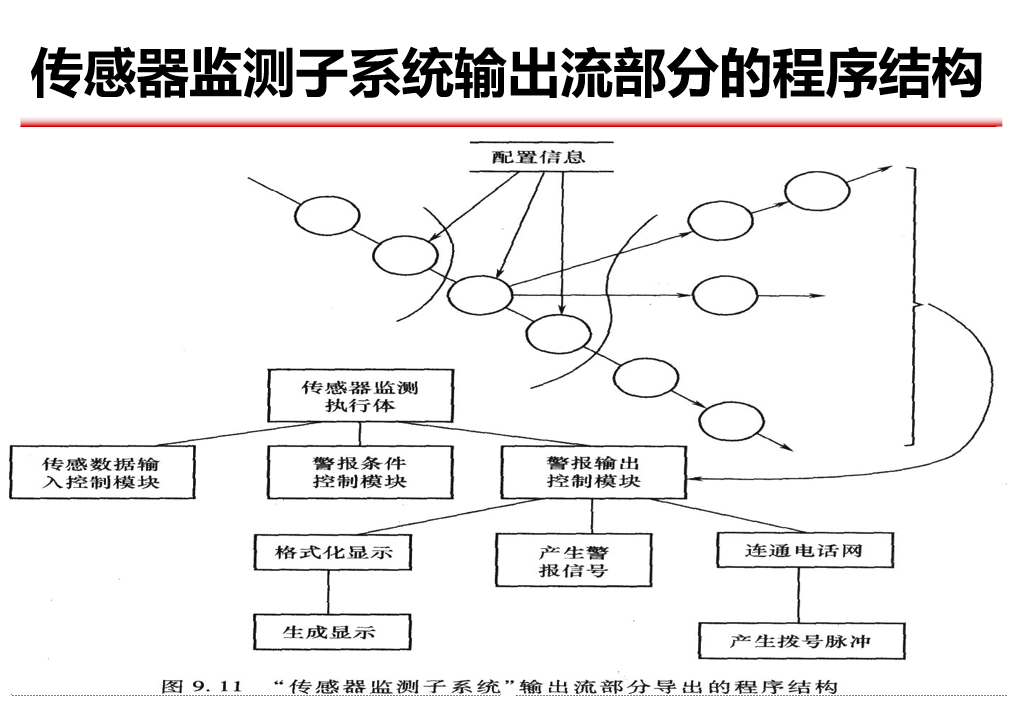 传感器监测子系统输出流部分的程序结构
配置信息
传感器监测
执行体
传感数据输
入控制模块
警报条件
控制模块
警报输出
控制模块
格式化显示
产生警
报信号
连通电话网
生成显示
产生拨号脉冲
图 9.11 “传感器监测子系统”输出流部分导出的程序结构